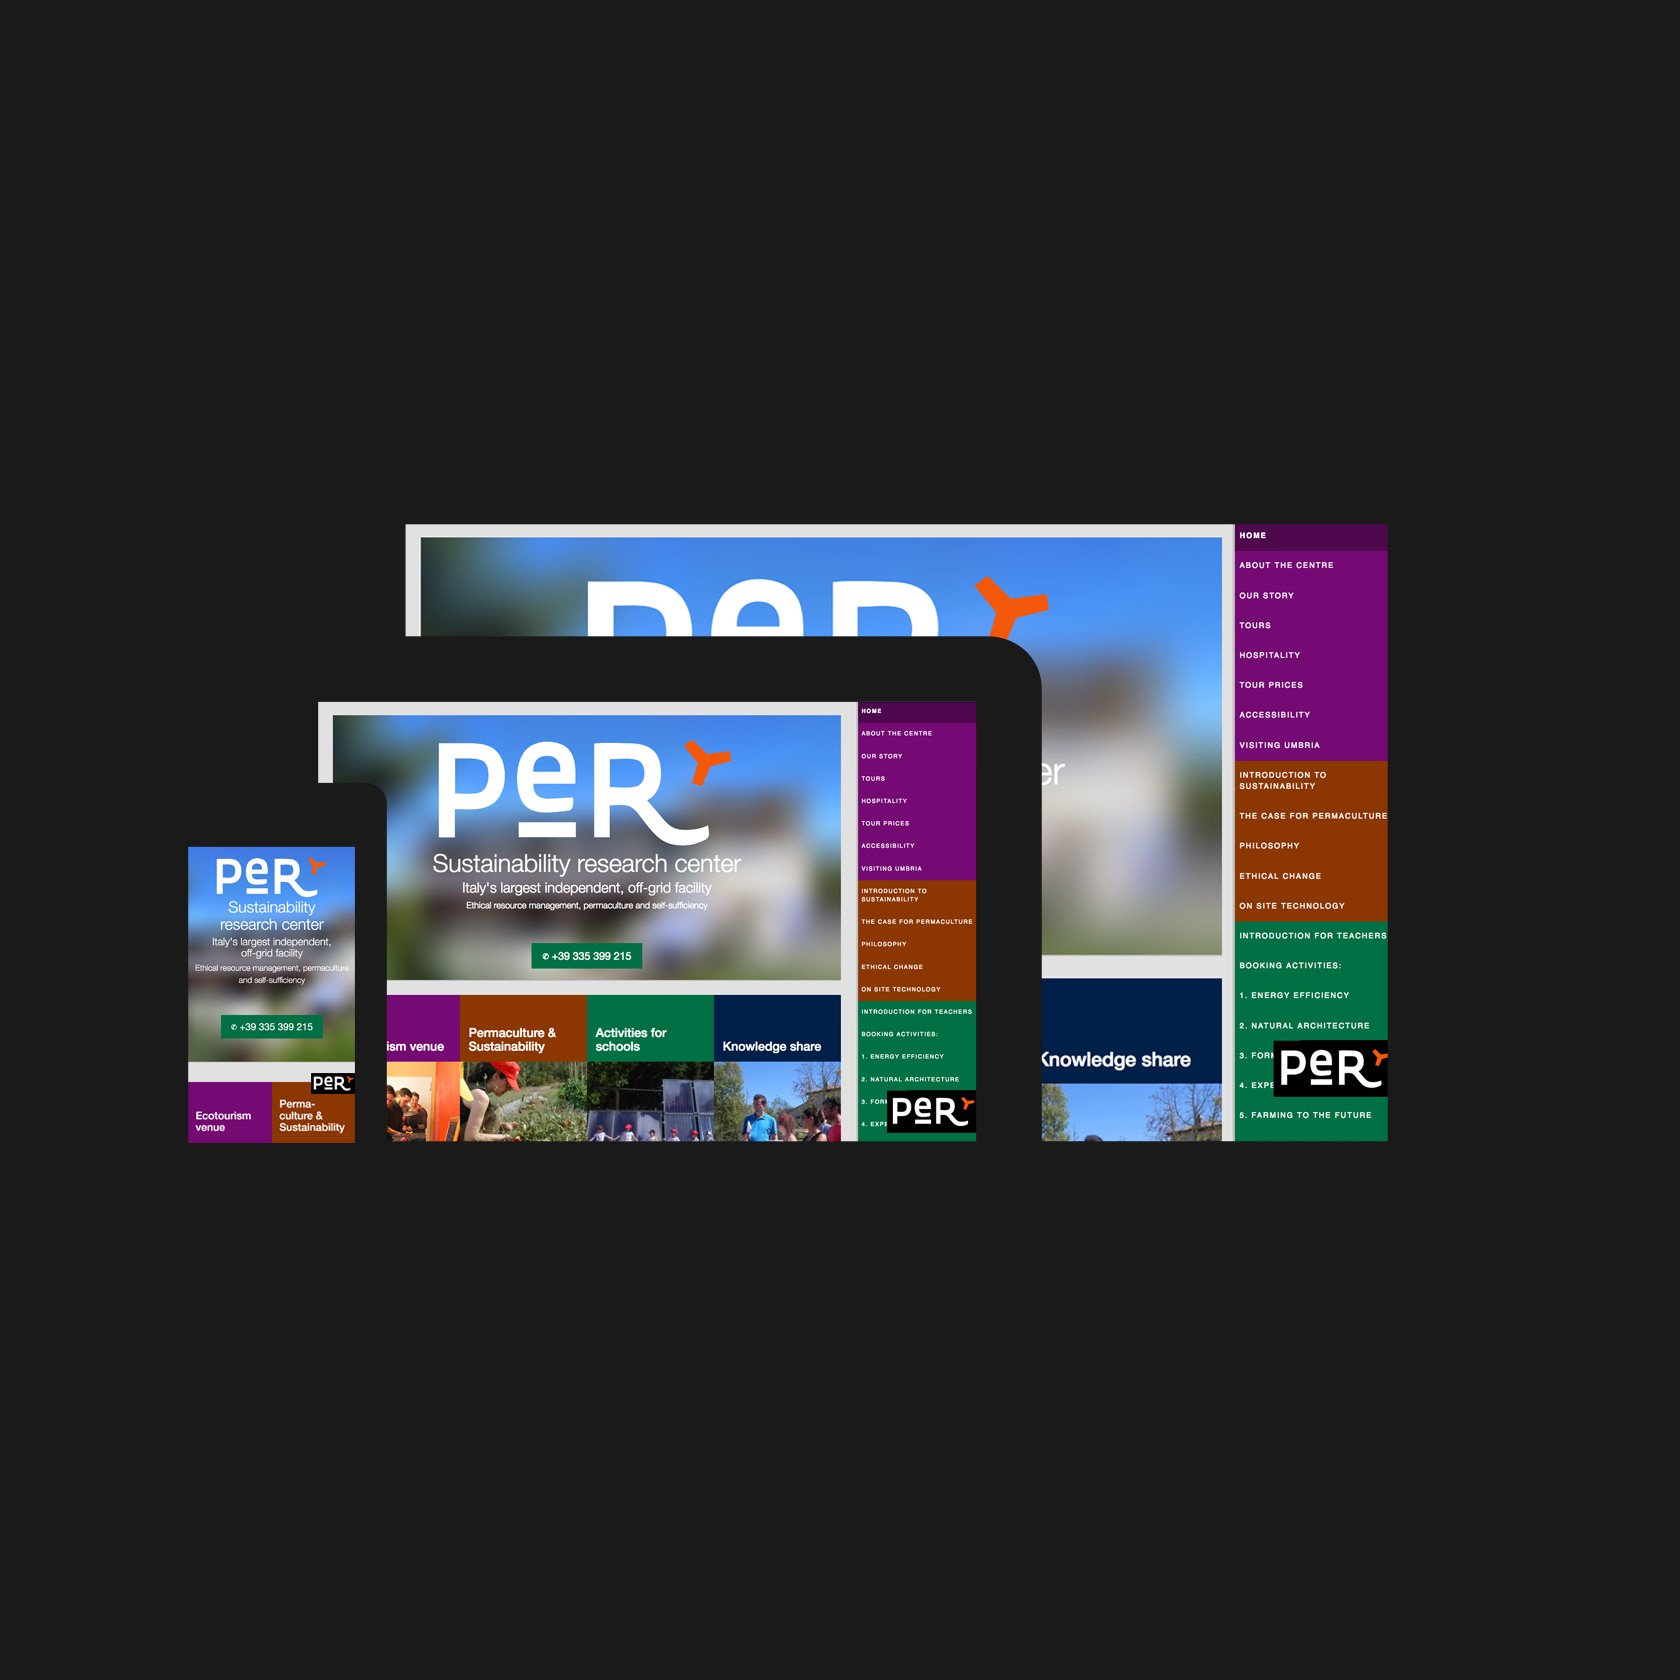 PER
er
Knowledge share
HOME
ABOUT THE CENTRE
OUR STORY
TOURS
HOSPITALITY
TOUR PRICES
ACCESSIBILITY
VISITING UMBRIA
INTRODUCTION TO
SUSTAINABILITY
THE CASE FOR PERMACULTURE
PHILOSOPHY
ETHICAL CHANGE
ON SITE TECHNOLOGY
INTRODUCTION FOR TEACHERS
BOOKING ACTIVITIES:
1. ENERGY EFFICIENCY
2. NATURAL ARCHITECTURE
3. FOR
4. EXPE
5. FARMING TO THE FUTURE
PeR
PeR
Sustainability research center
Italy's largest independent, off-grid facility
Ethical resource management, permaculture and self-sufficiency
✆ +39 335 399 215
ism venue
Permaculture &
Sustainability
Activities for
schools
Knowledge share
HOME
ABOUT THE CENTRE
OUR STORY
TOURS
HOSPITALITY
TOUR PRICES
ACCESSIBILITY
VISITING UMBRIA
INTRODUCTION TO
SUSTAINABILITY
THE CASE FOR PERMACULTURE
PHILOSOPHY
ETHICAL CHANGE
ON SITE TECHNOLOGY
INTRODUCTION FOR TEACHERS
BOOKING ACTIVITIES:
1. ENERGY EFFICIENCY
2. NATURAL ARCHITECTURE
3. FOR
4. EXPE
PeR
PeR
Sustainability
research center
Italy's largest independent,
off-grid facility
Ethical resource management, permaculture
and self-sufficiency
✆ +39 335 399 215
Ecotourism
venue
Perma-
culture &
Sustainability
PeR